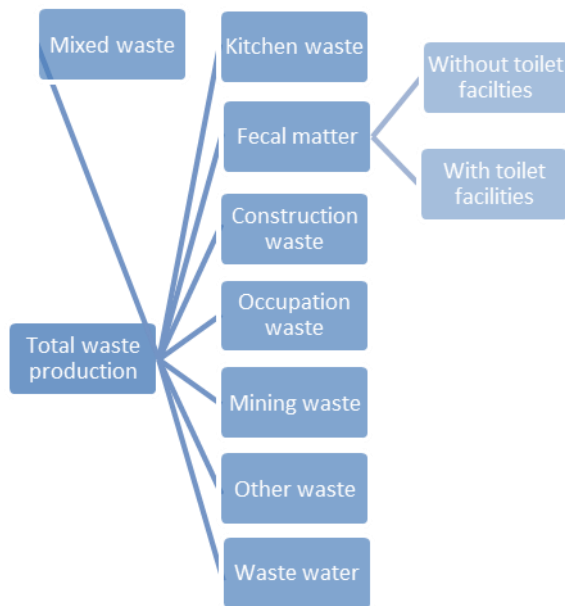 Mixed waste
Kitchen waste
Without toilet
facilties
Fecal matter
With toilet
facilities
Construction
waste
Occupation
waste
Total waste
production
Mining waste
Other waste
Waste water